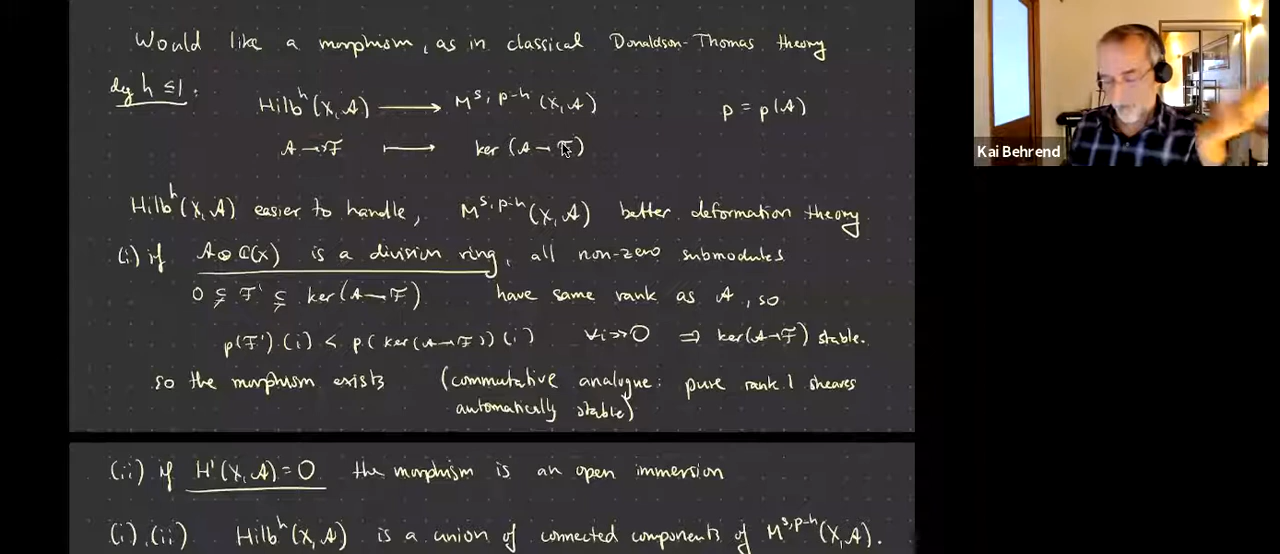 Would like a morphism, as in classical Donaldson-Thomas theory
deg h ≤ 1 :
Hilb^h (X, A) ⟶ M^{s, p-h} (X, A) p = p(A)
A ↠ F ⟼ ker (A → F)
Hilb^h (X, A) easier to handle, M^{s, p-h} (X, A) better deformation theory
(i) if A ⊗ C(X) is a division ring, all non-zero submodules
0 ⊊ F' ⊊ ker (A → F) have same rank as A, so
p(F')(i) < p(ker(A → F))(i) ∀i>>0 ⇒ ker(A → F) stable.
so the morphism exists (commutative analogue: pure rank 1 sheaves
automatically stable)
(ii) if H'(X, A) = 0 the morphism is an open immersion
(i), (ii) Hilb^h (X, A) is a union of connected components of M^{s, p-h} (X, A).
Kai Behrend